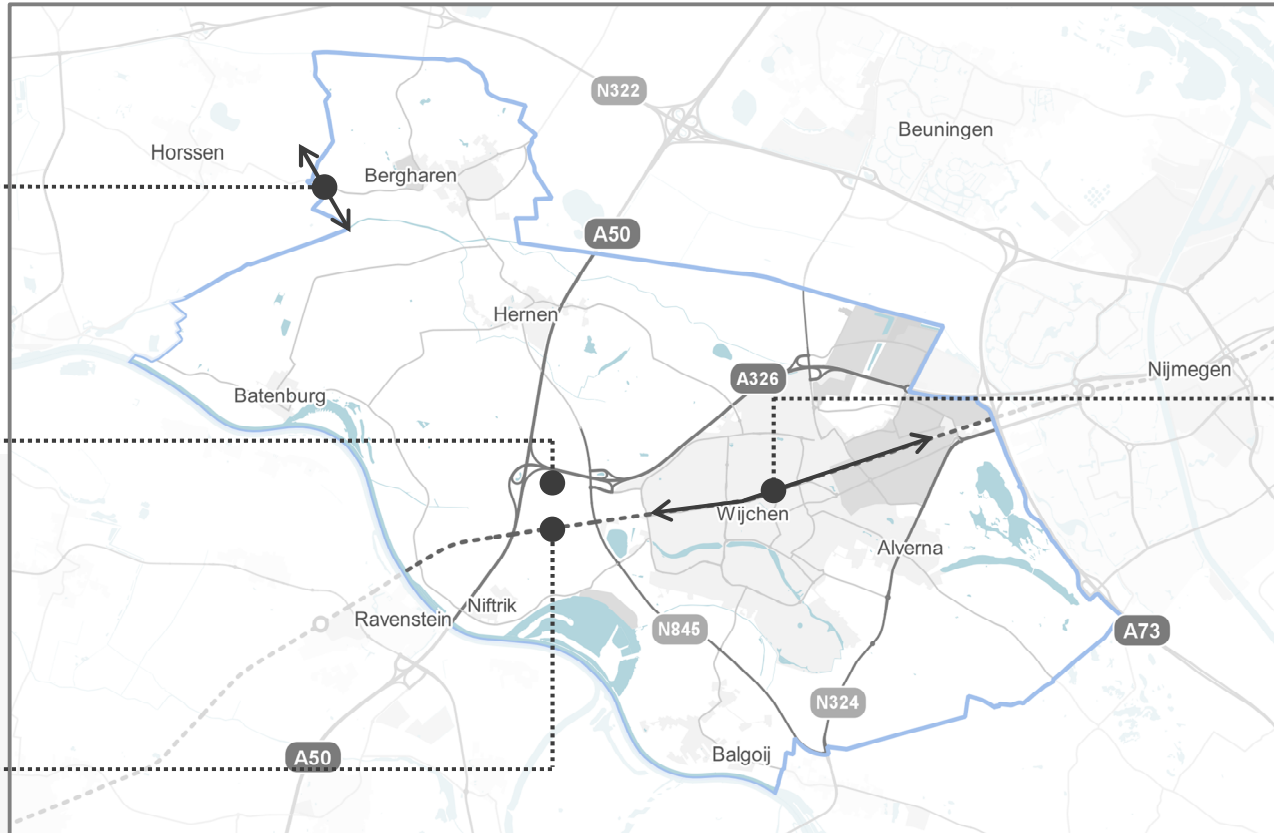 N322
Beuningen
Horssen
Bergharen
A50
Hernen
Nijmegen
A326
Batenburg
Wijchen
Alverna
Niftrik
Ravenstein
N845
A73
N324
Balgoij
A50